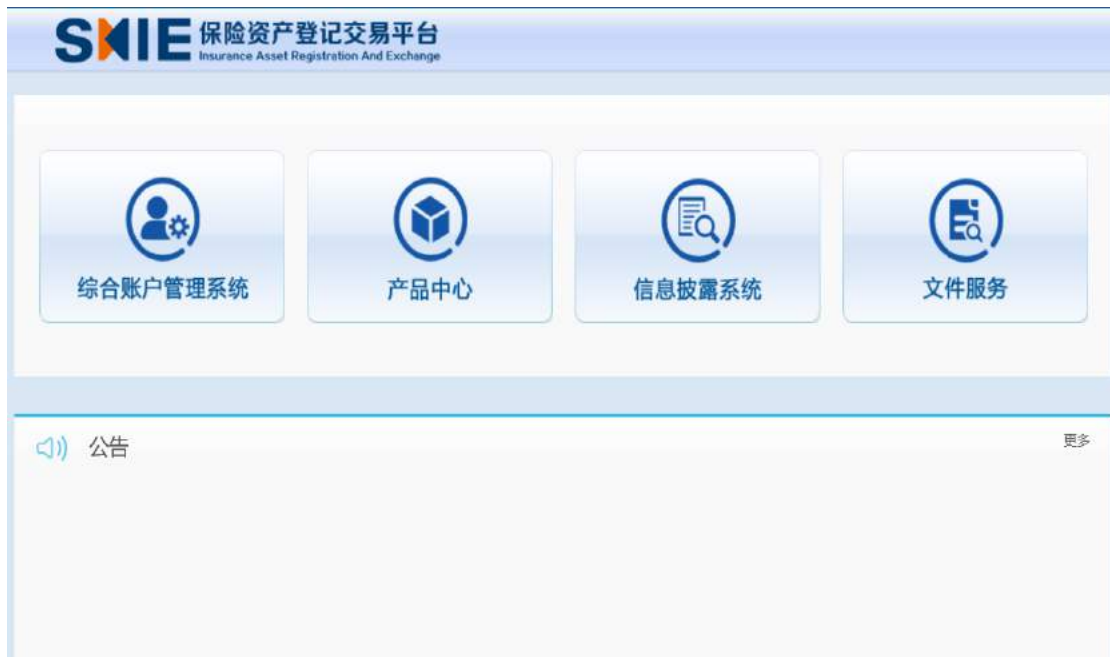 SHIE 保险资产登记交易平台
Insurance Asset Registration And Exchange
综合账户管理系统
产品中心
信息披露系统
文件服务
公告
更多